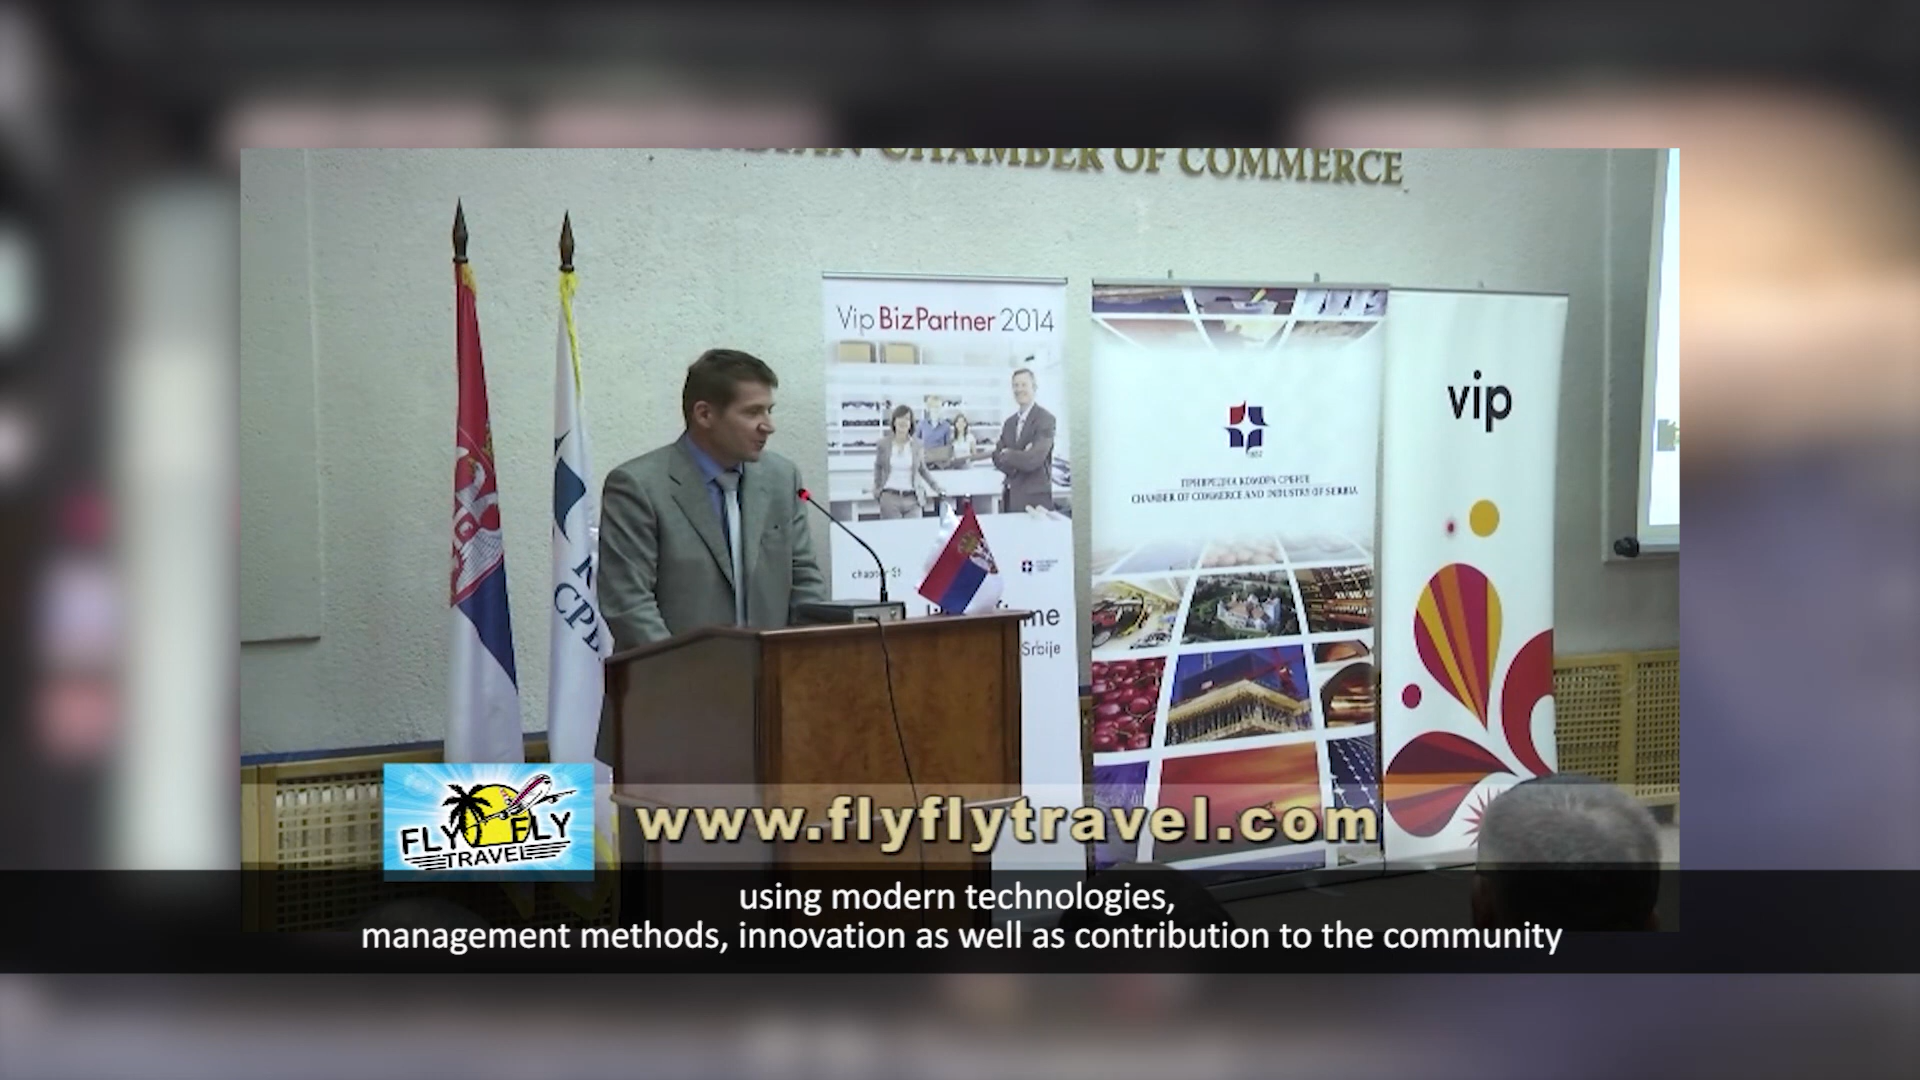 CHAMBER OF COMMERCE
Vip BizPartner 2014
vip
ПРИВРЕДНА КОМОРА СРБИЈЕ
CHAMBER OF COMMERCE AND INDUSTRY OF SERBIA
Srbije
FLY FLY
TRAVEL
www.flyflytravel.com
using modern technologies,
management methods, innovation as well as contribution to the community